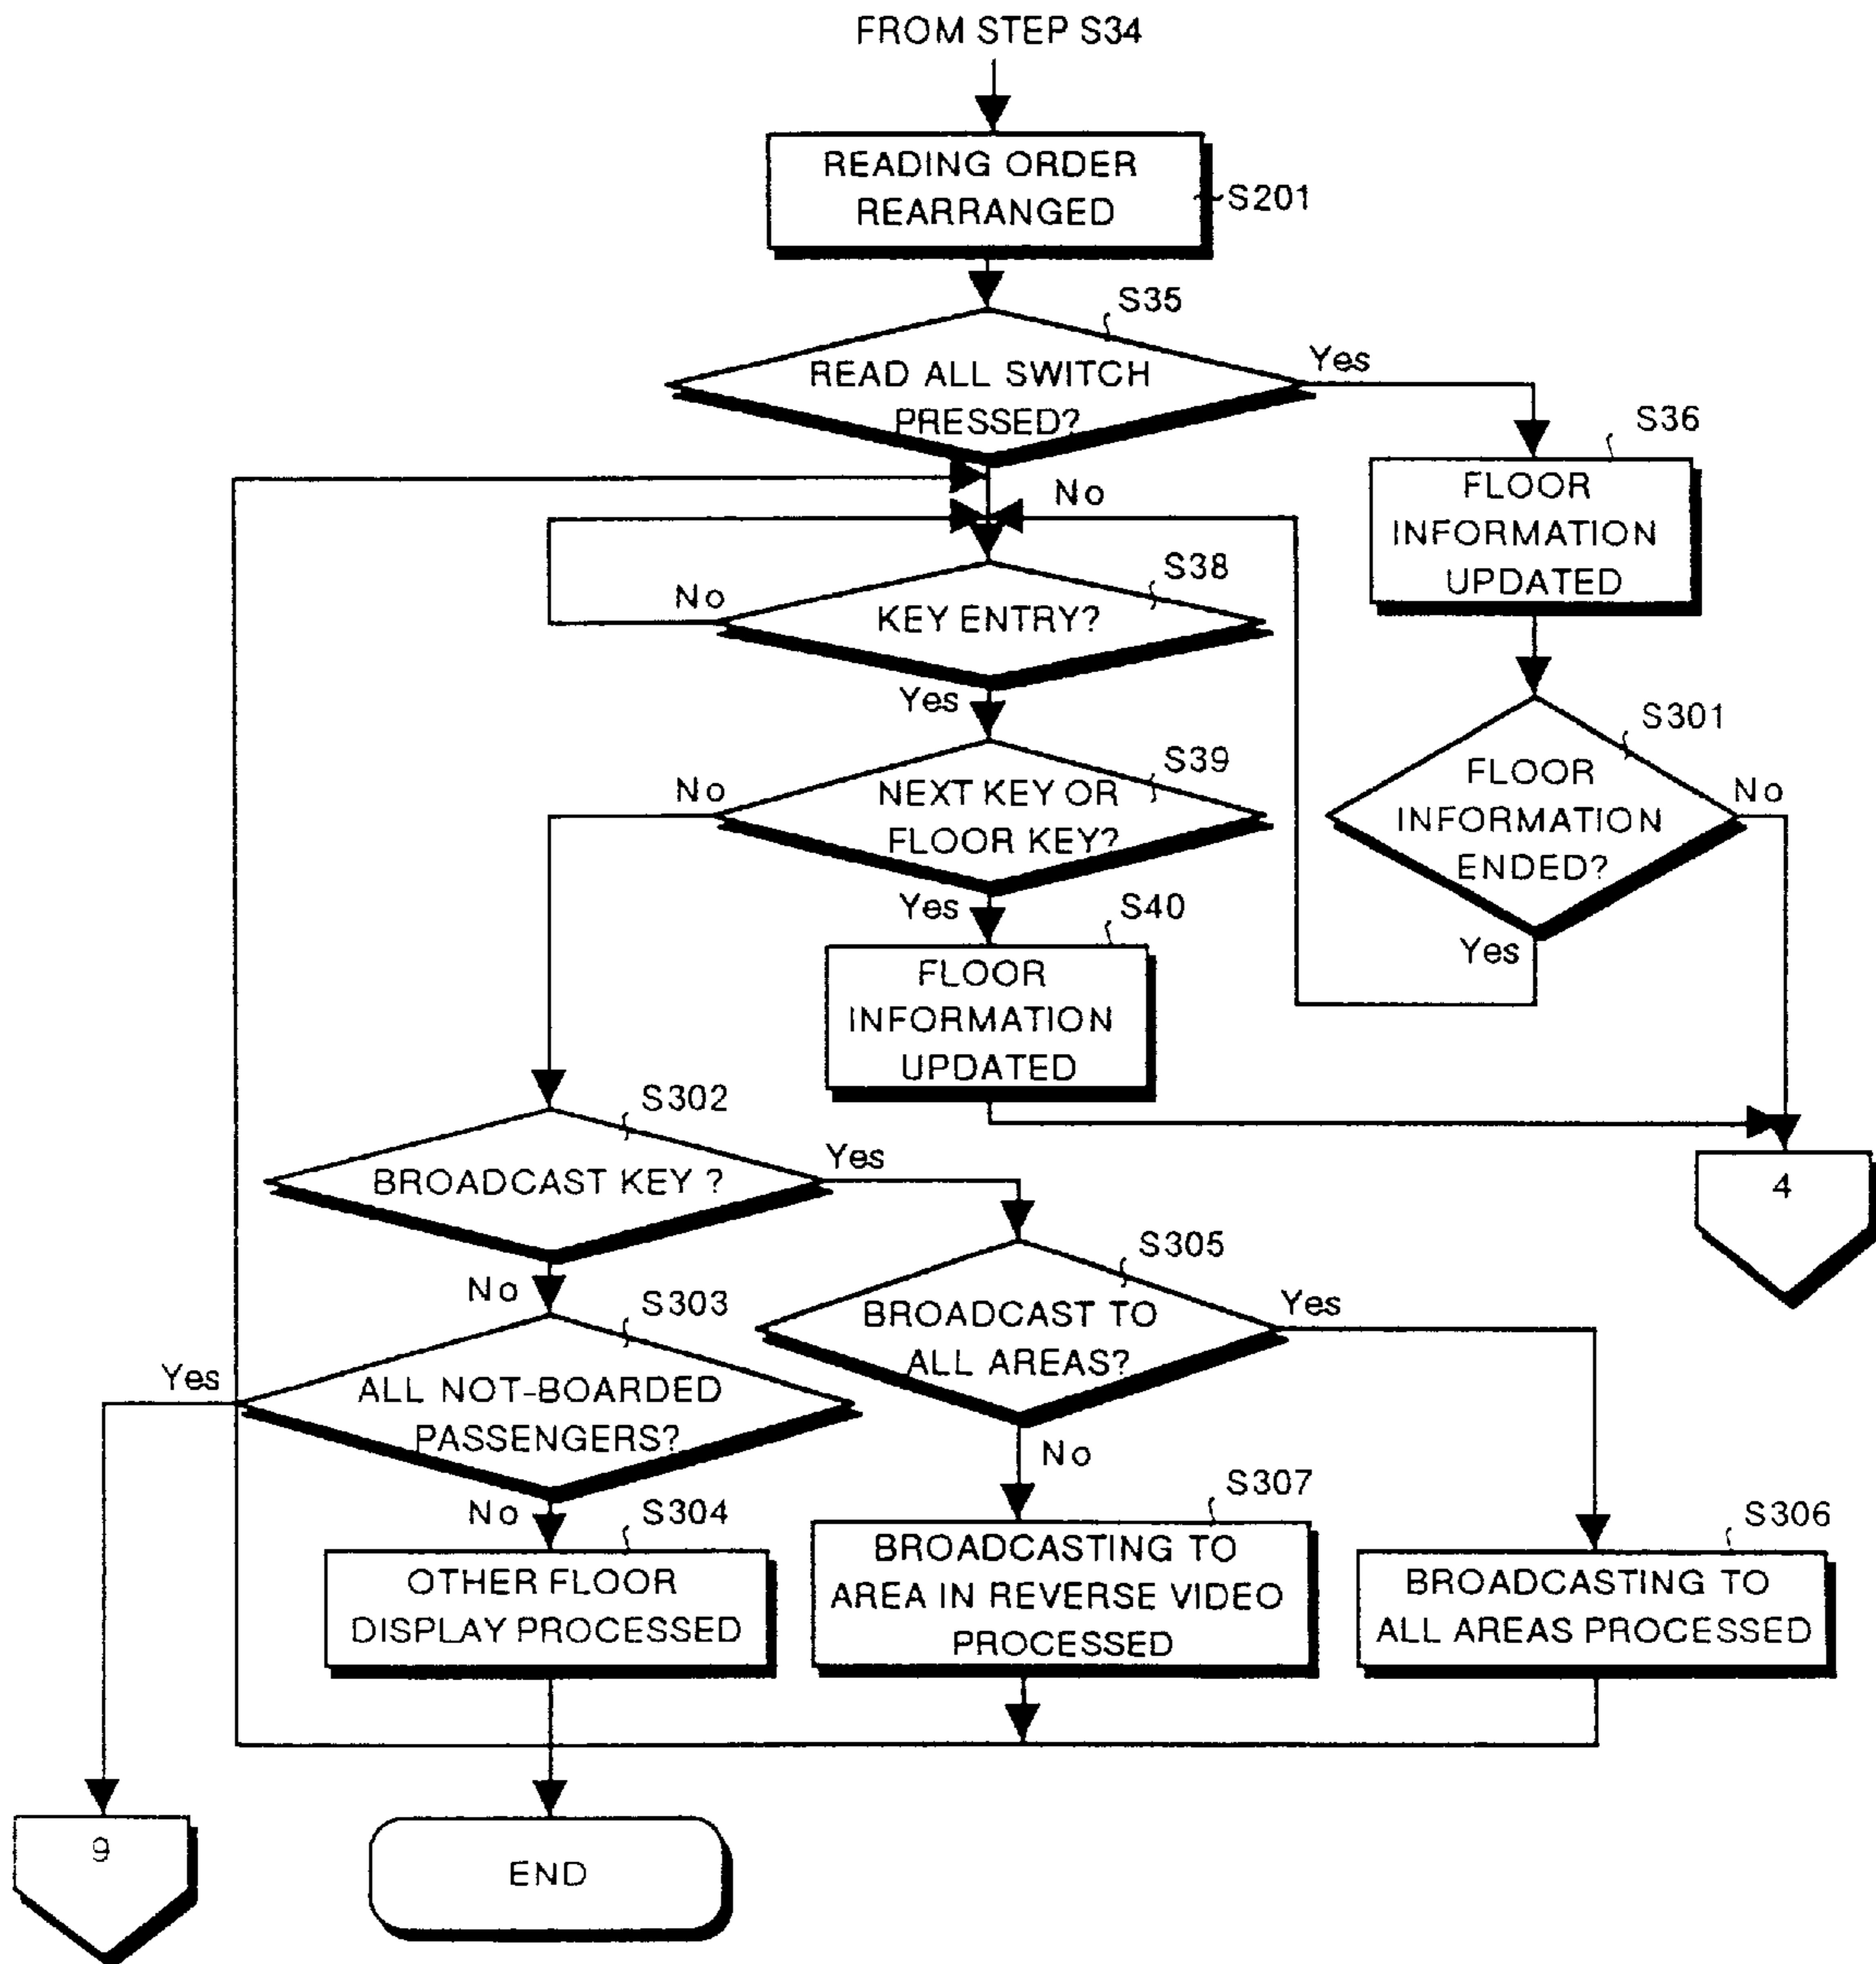 FROM STEP S34
READING ORDER
REARRANGED
S201
S35
READ ALL SWITCH
PRESSED?
Yes
No
S36
FLOOR
INFORMATION
UPDATED
S38
No
KEY ENTRY?
Yes
S301
FLOOR
INFORMATION
ENDED?
No
Yes
S39
No
NEXT KEY OR
FLOOR KEY?
Yes
S40
FLOOR
INFORMATION
UPDATED
4
S302
BROADCAST KEY ?
Yes
No
S305
BROADCAST TO
ALL AREAS?
Yes
No
S303
Yes
ALL NOT-BOARDED
PASSENGERS?
No
S304
OTHER FLOOR
DISPLAY PROCESSED
S307
BROADCASTING TO
AREA IN REVERSE VIDEO
PROCESSED
S306
BROADCASTING TO
ALL AREAS PROCESSED
9
END